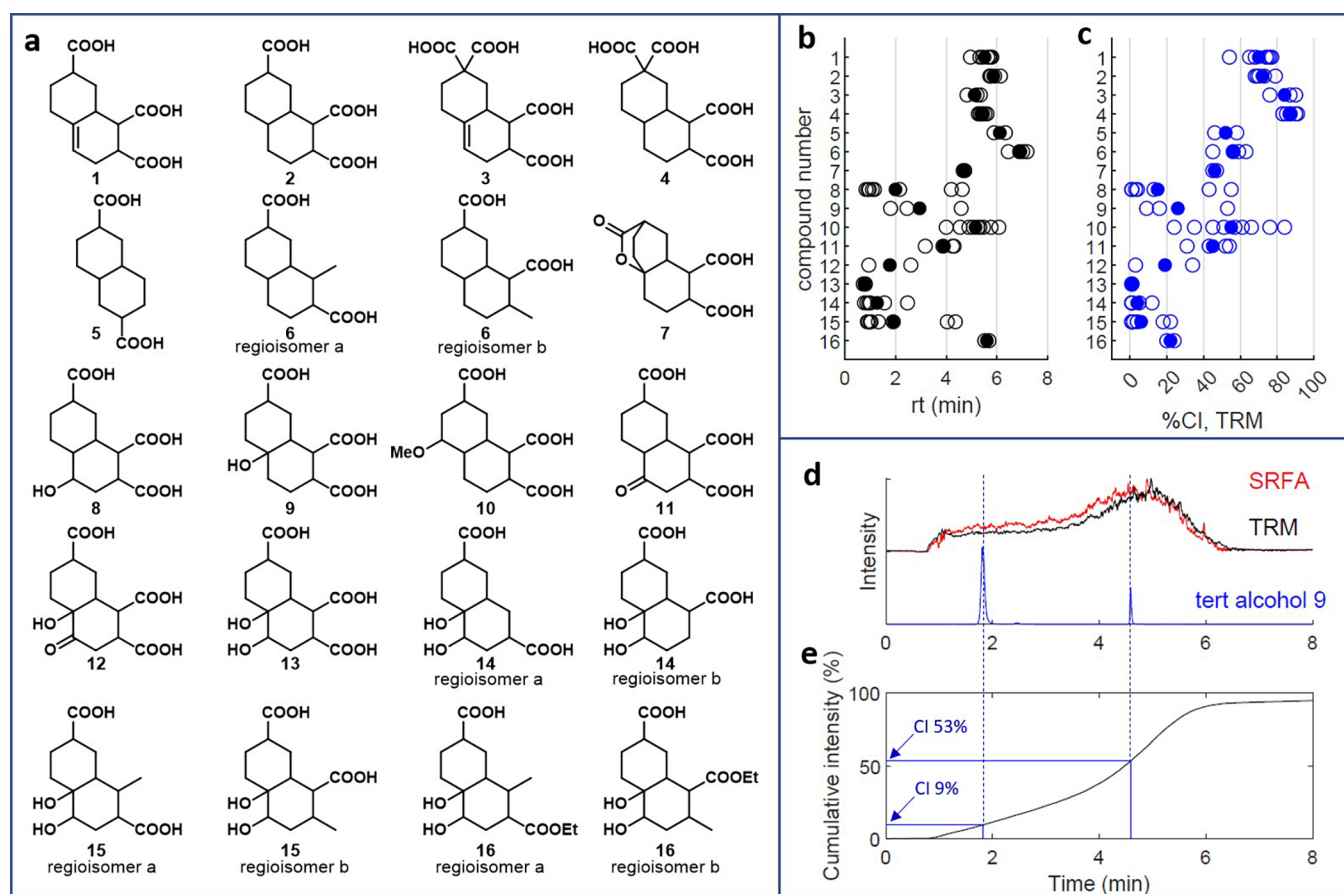 a
COOH
COOH
COOH
1
COOH
COOH
COOH
2
HOOC COOH
COOH
COOH
3
HOOC COOH
COOH
COOH
4
COOH
COOH
5
COOH
COOH
6
regioisomer a
COOH
COOH
6
regioisomer b
O
O
COOH
COOH
7
COOH
COOH
COOH
HO
8
COOH
COOH
COOH
HO
9
COOH
COOH
COOH
MeO
10
COOH
COOH
COOH
O
11
COOH
COOH
COOH
HO
O
12
COOH
COOH
COOH
HO
HO
13
COOH
HO
HO
COOH
14
regioisomer a
COOH
COOH
HO
HO
14
regioisomer b
COOH
HO
HO
COOH
15
regioisomer a
COOH
COOH
HO
HO
15
regioisomer b
COOH
HO
HO
COOEt
16
regioisomer a
COOH
COOEt
HO
HO
16
regioisomer b
b
compound number
1
2
3
4
5
6
7
8
9
10
11
12
13
14
15
16
0 2 4 6 8
rt (min)
c
0 20 40 60 80 100
%CI, TRM
d
Intensity
SRFA
TRM
tert alcohol 9
0 2 4 6 8
e
Cumulative intensity (%)
100
50
0
CI 53%
CI 9%
0 2 4 6 8
Time (min)